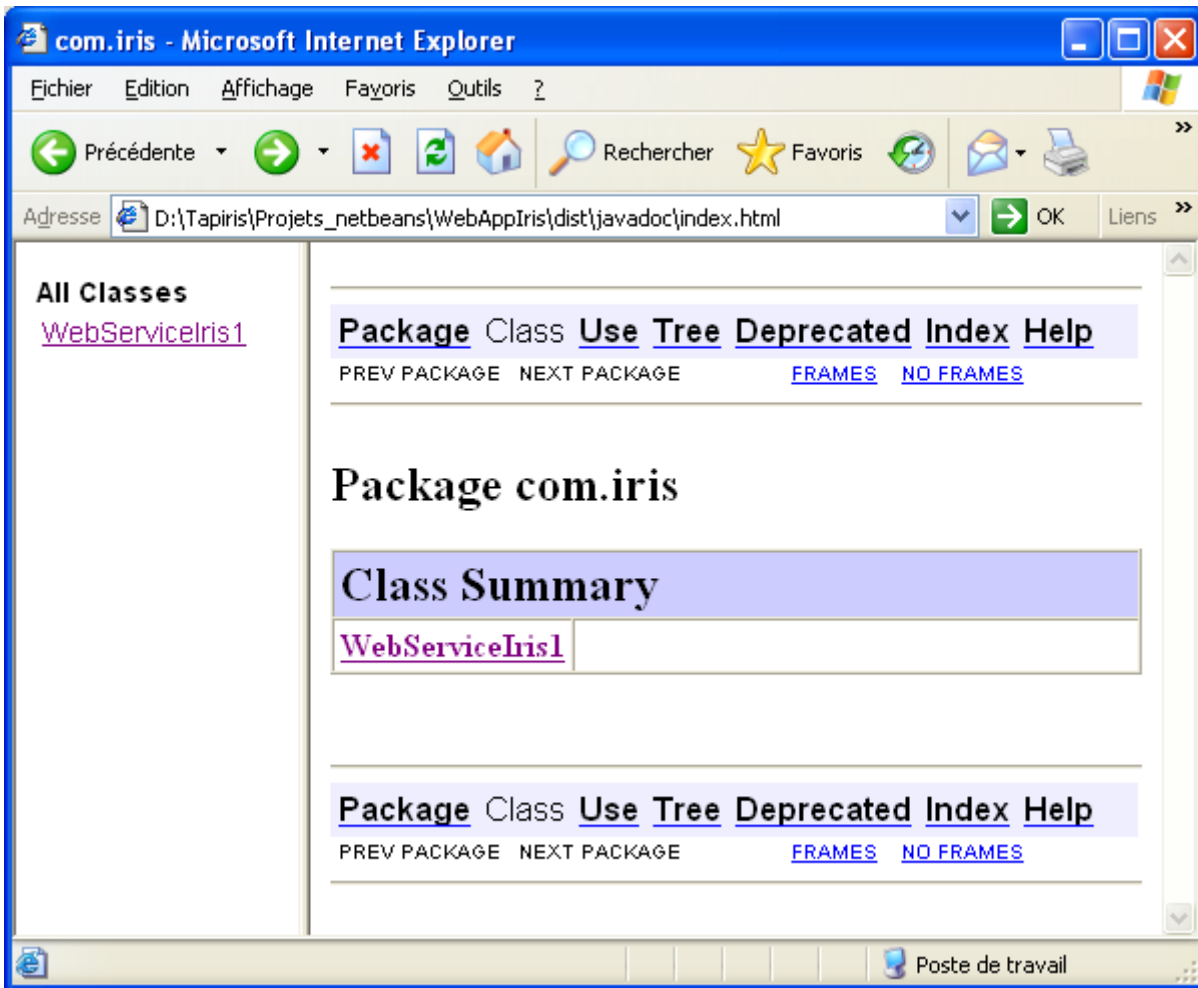 com.iris - Microsoft Internet Explorer
Fichier Edition Affichage Favoris Outils ?
Précédente Rechercher Favoris »
Adresse D:\Tapiris\Projets_netbeans\WebAppIris\dist\javadoc\index.html OK Liens »
All Classes
WebServiceIris1
Package Class Use Tree Deprecated Index Help
PREV PACKAGE NEXT PACKAGE FRAMES NO FRAMES
Package com.iris
Class Summary
WebServiceIris1
Package Class Use Tree Deprecated Index Help
PREV PACKAGE NEXT PACKAGE FRAMES NO FRAMES
Poste de travail